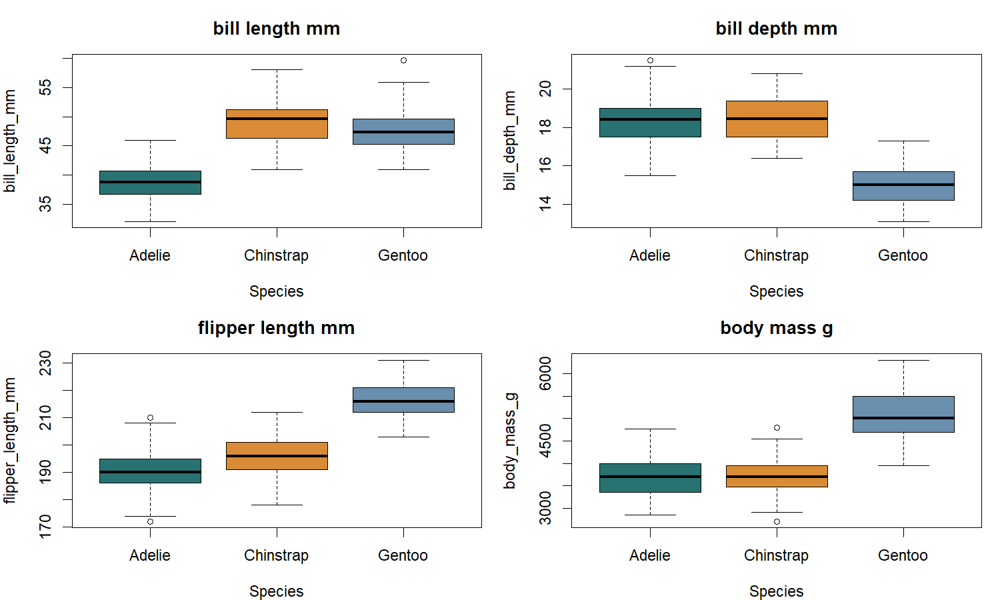 bill length mm
bill_length_mm
55
45
35
Adelie Chinstrap Gentoo
Species
bill depth mm
bill_depth_mm
20
18
16
14
Adelie Chinstrap Gentoo
Species
flipper length mm
flipper_length_mm
230
210
190
170
Adelie Chinstrap Gentoo
Species
body mass g
body_mass_g
6000
4500
3000
Adelie Chinstrap Gentoo
Species